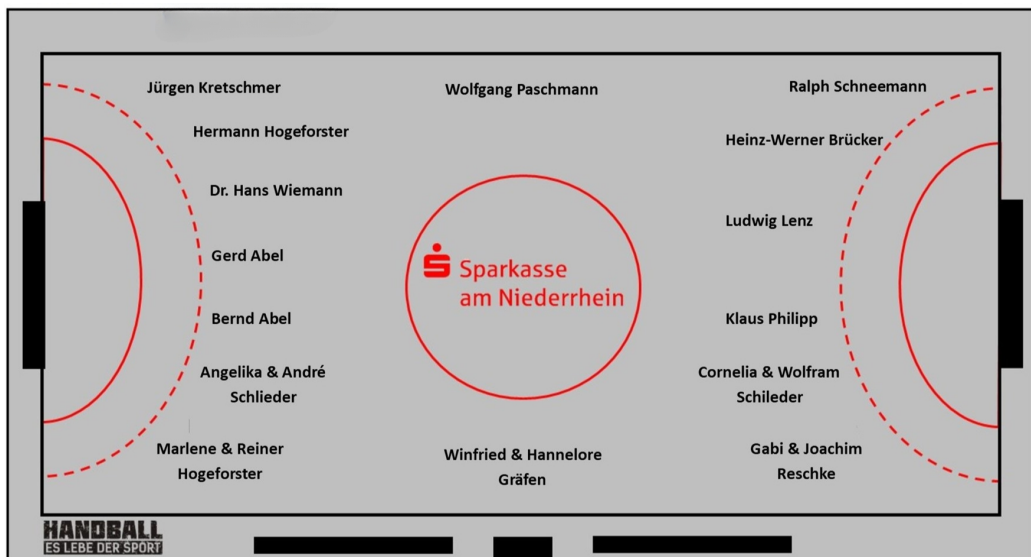 Jürgen Kretschmer
Wolfgang Paschmann
Ralph Schneemann
Hermann Hogeforster
Heinz-Werner Brücker
Dr. Hans Wiemann
Ludwig Lenz
Gerd Abel
Sparkasse
am Niederrhein
Bernd Abel
Klaus Philipp
Angelika & André
Schlieder
Cornelia & Wolfram
Schileder
Marlene & Reiner
Hogeforster
Winfried & Hannelore
Gräfen
Gabi & Joachim
Reschke
HANDBALL
ES LEBE DER SPORT